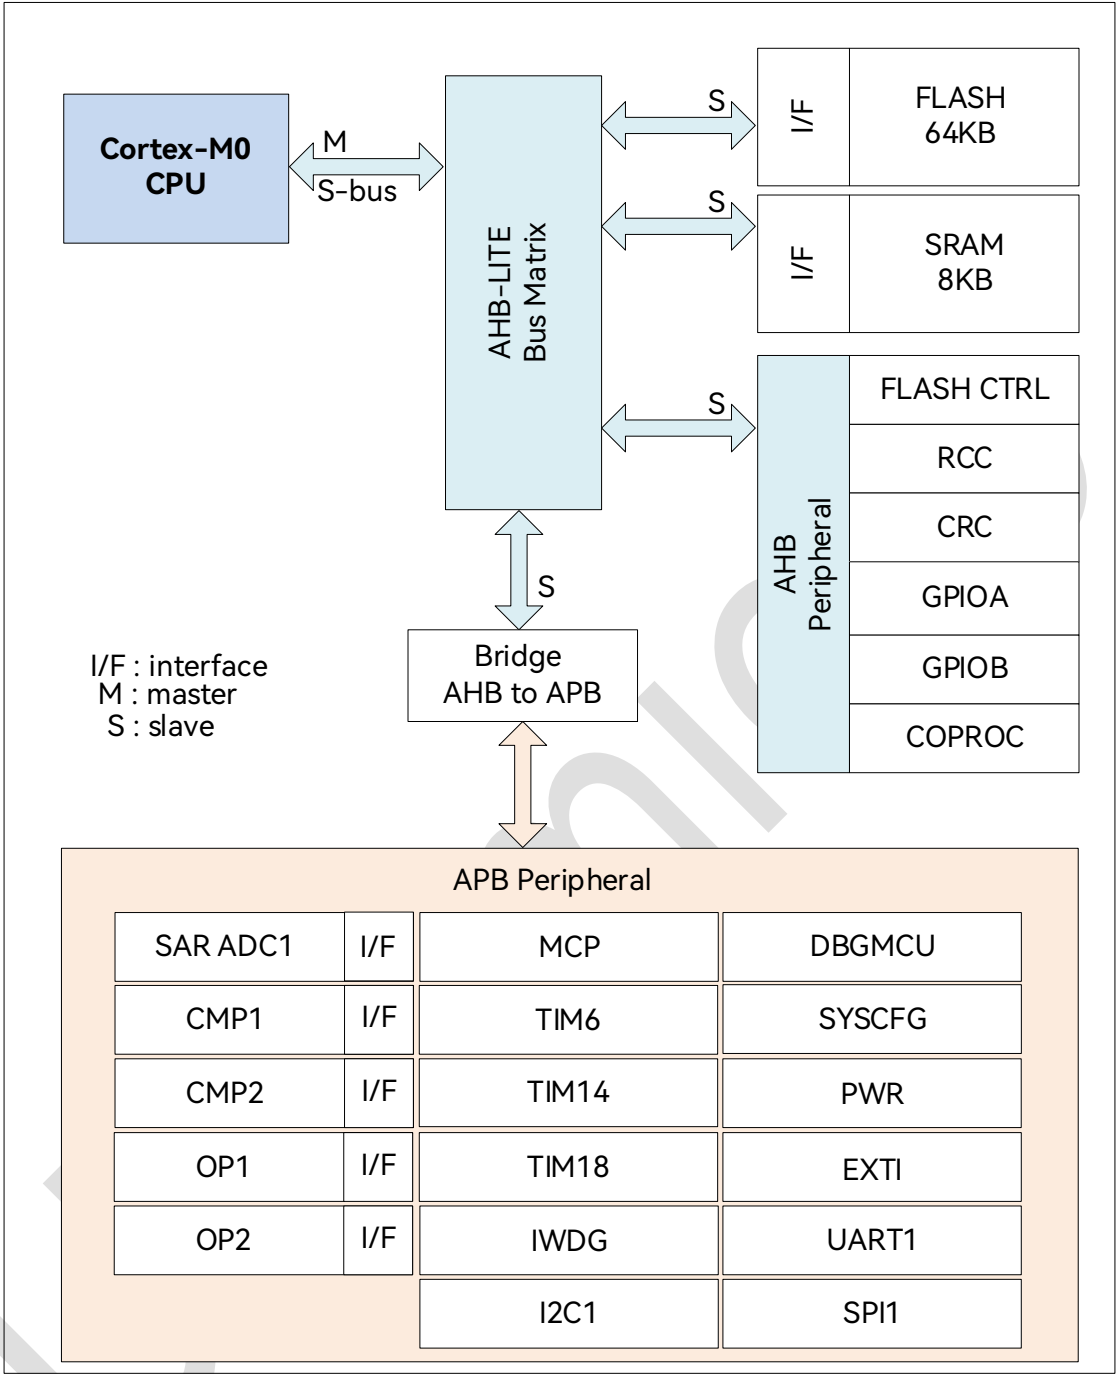 Cortex-M0
CPU
M
S-bus
AHB-LITE
Bus Matrix
S
I/F
FLASH
64KB
S
I/F
SRAM
8KB
S
AHB
Peripheral
FLASH CTRL
RCC
CRC
GPIOA
GPIOB
COPROC
S
Bridge
AHB to APB
I/F : interface
M : master
S : slave
APB Peripheral
SAR ADC1 I/F MCP DBGMCU
CMP1 I/F TIM6 SYSCFG
CMP2 I/F TIM14 PWR
OP1 I/F TIM18 EXTI
OP2 I/F IWDG UART1
I2C1 SPI1